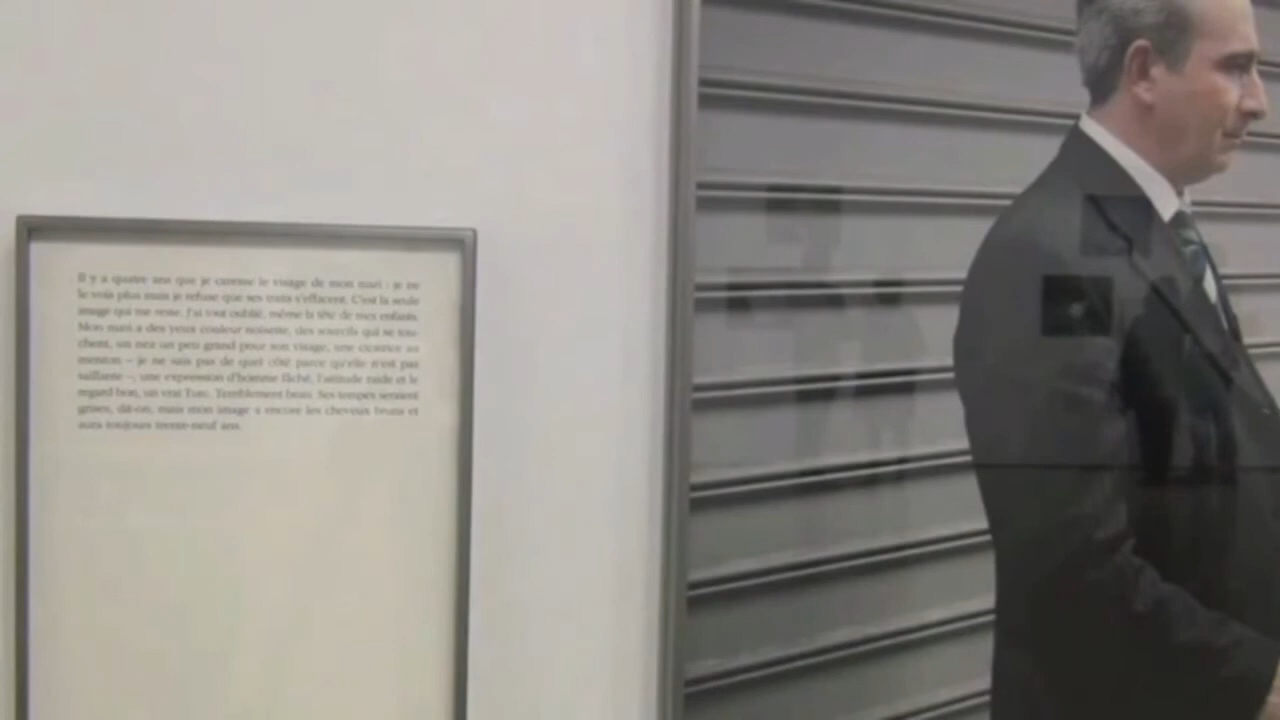 Il y a quatre ans que je caresse le visage de mon mari : je ne
le vois plus mais je refuse que ses traits s'effacent. C'est la seule
image qui me reste. J'ai tout oublié, même la tête de mes enfants.
Mon mari a des yeux couleur noisette, des sourcils qui se tou-
chent, un nez un peu grand pour son visage, une cicatrice au
menton – je ne sais pas de quel côté parce qu'elle n'est pas
saillante –, une expression d'homme fâché, l'attitude raide et le
regard bon, un vrai Turc. Terriblement beau. Ses tempes seraient
grises, dit-on, mais mon image a encore les cheveux bruns et
aura toujours trente-neuf ans.